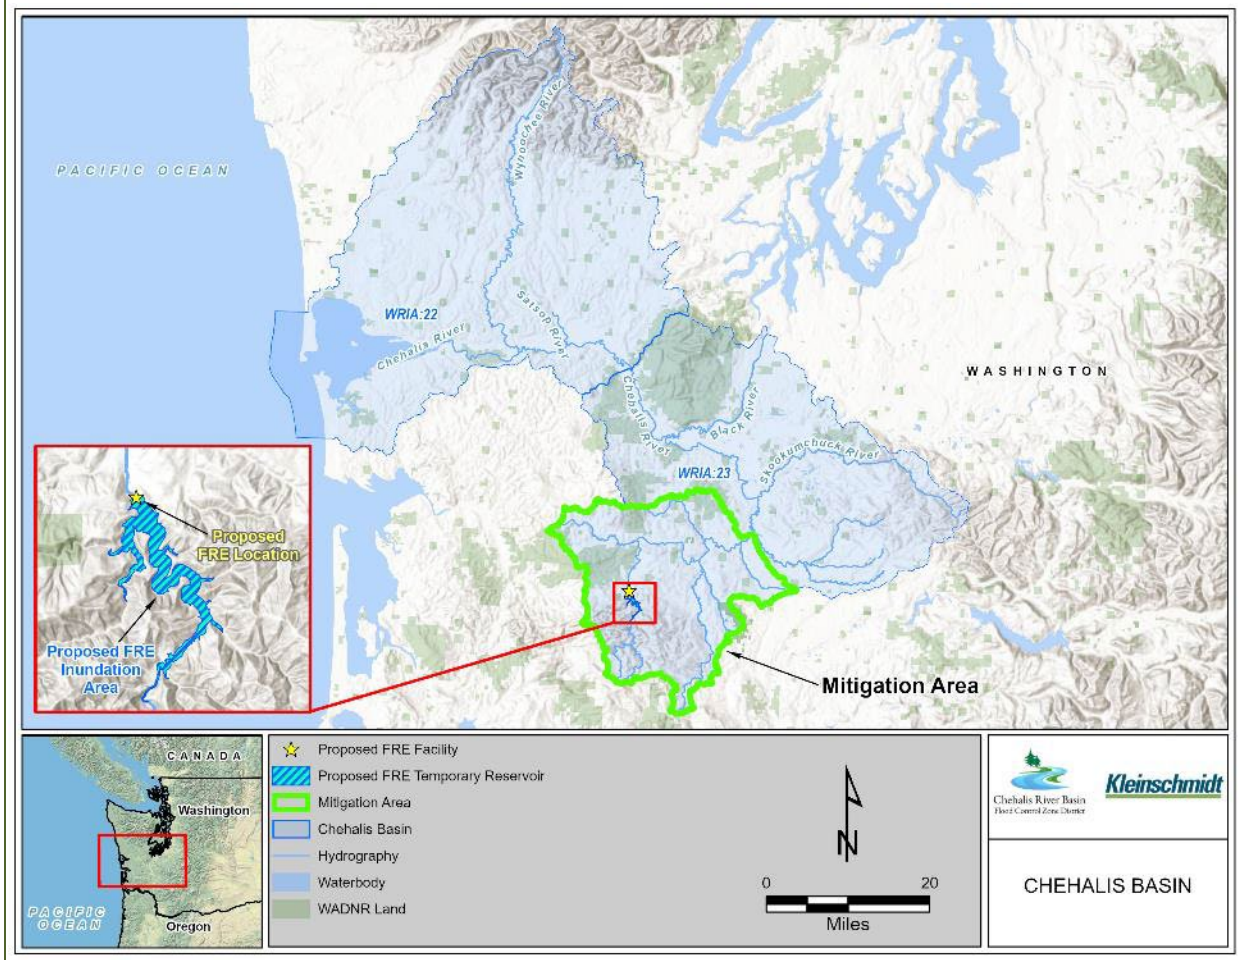 PACIFIC OCEAN
Wynoochee River
WRIA:22
Satsop River
Chehalis River
WASHINGTON
Chehalis River
Black River
Skookumchuck River
WRIA:23
Proposed
FRE Location
Proposed FRE
Inundation
Area
Mitigation Area
CANADA
Washington
PACIFIC
OCEAN
Oregon
Proposed FRE Facility
Proposed FRE Temporary Reservoir
Mitigation Area
Chehalis Basin
Hydrography
Waterbody
WADNR Land
N
0 20
Miles
Chehalis River Basin
Flood Control Zone District
Kleinschmidt
CHEHALIS BASIN